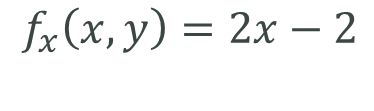 fₓ(x, y) = 2x − 2